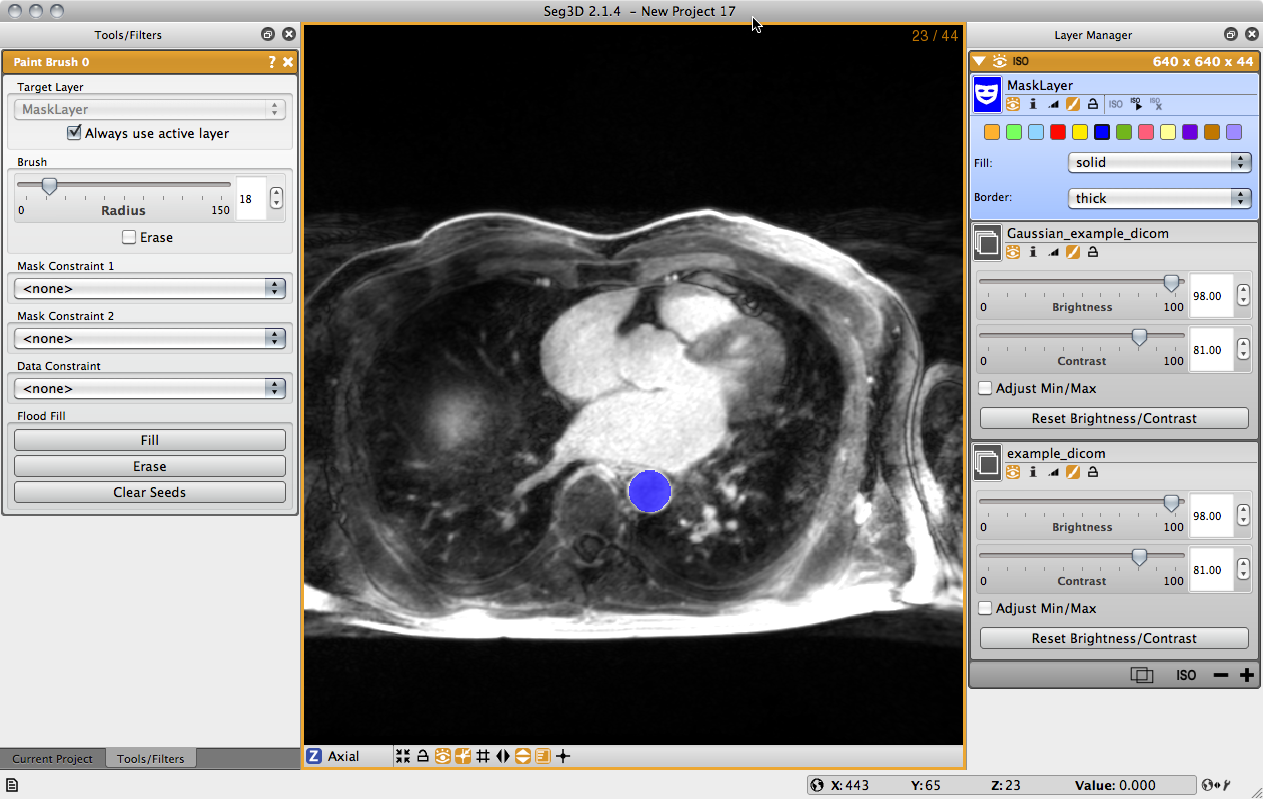 Seg3D 2.1.4 - New Project 17
Tools/Filters
Paint Brush 0
?
Target Layer
MaskLayer
Always use active layer
Brush
18
0 Radius 150
Erase
Mask Constraint 1
<none>
Mask Constraint 2
<none>
Data Constraint
<none>
Flood Fill
Fill
Erase
Clear Seeds
Current Project
Tools/Filters
23 / 44
Z Axial
Layer Manager
ISO 640 x 640 x 44
MaskLayer
ISO ISO ISO
Fill: solid
Border: thick
Gaussian_example_dicom
98.00
0 Brightness 100
81.00
0 Contrast 100
Adjust Min/Max
Reset Brightness/Contrast
example_dicom
98.00
0 Brightness 100
81.00
0 Contrast 100
Adjust Min/Max
Reset Brightness/Contrast
ISO
X: 443 Y: 65 Z: 23 Value: 0.000